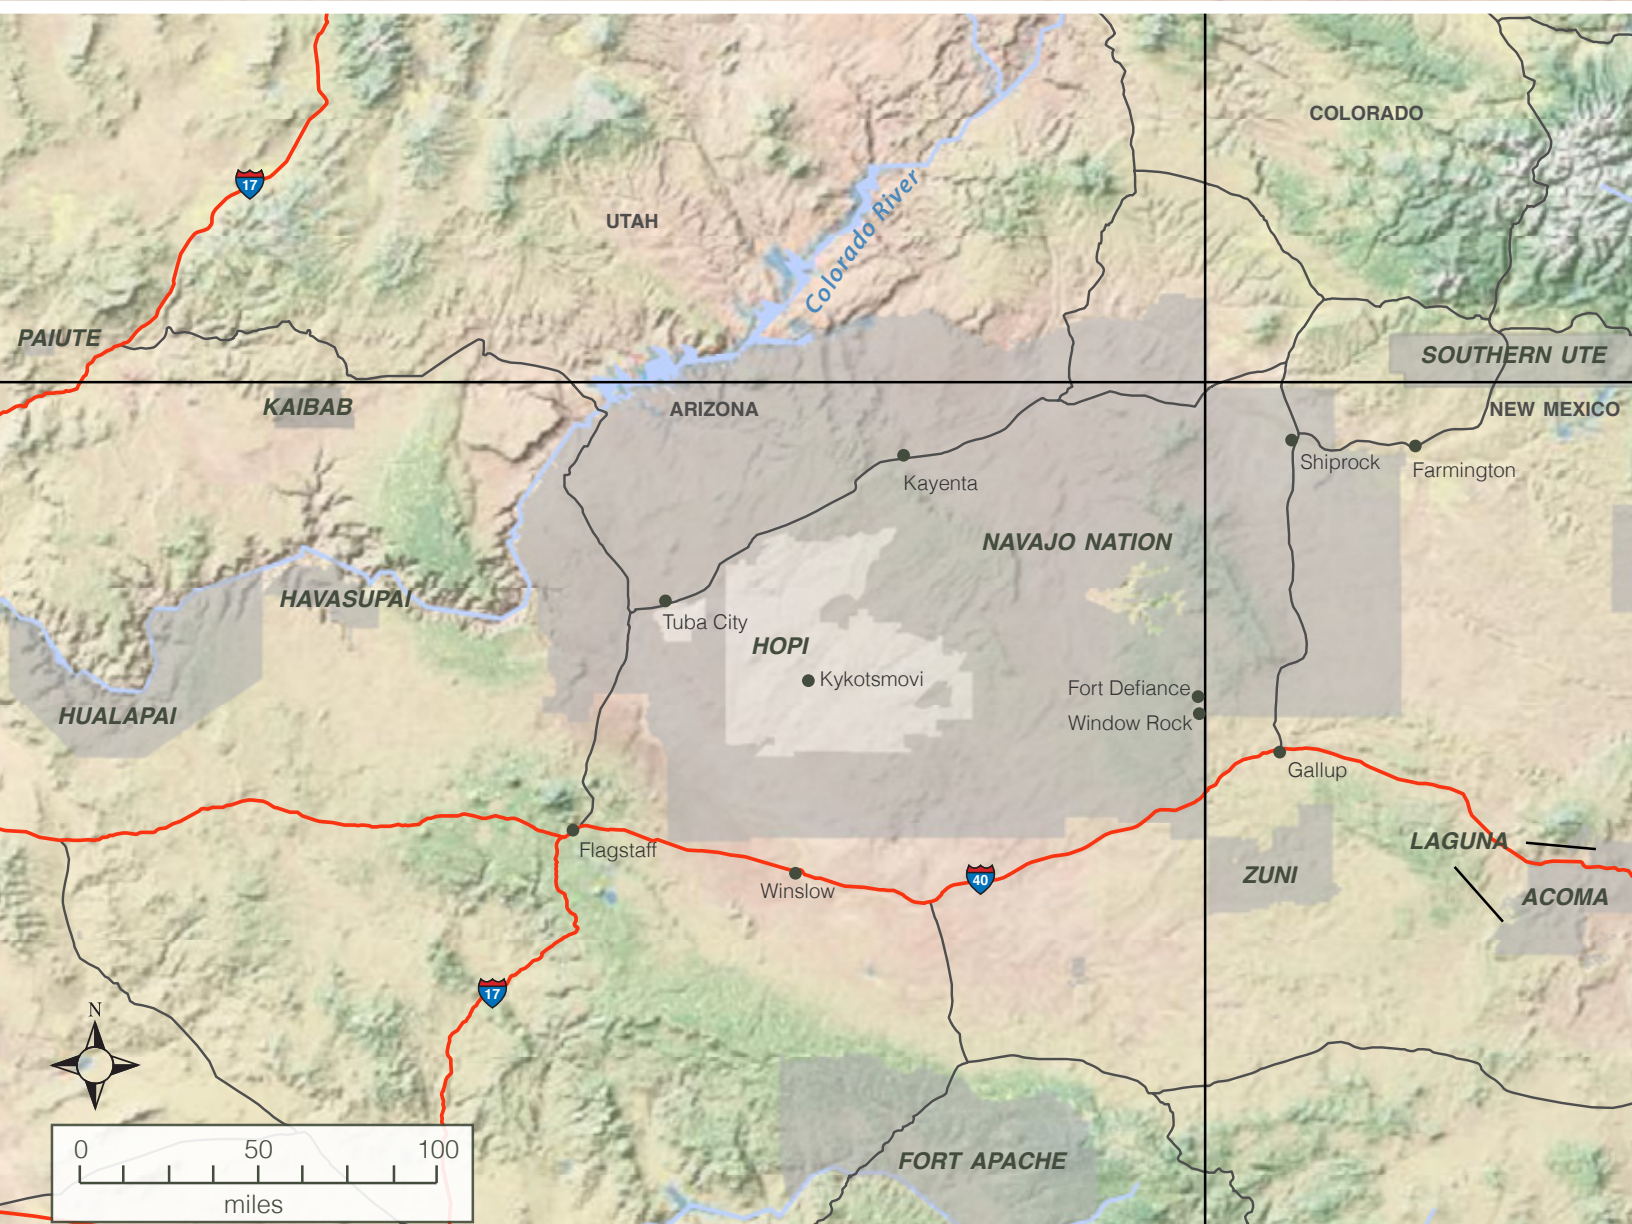 COLORADO
17
UTAH
Colorado River
PAIUTE
SOUTHERN UTE
KAIBAB
ARIZONA
NEW MEXICO
Shiprock
Farmington
Kayenta
NAVAJO NATION
HAVASUPAI
Tuba City
HOPI
Kykotsmovi
Fort Defiance
Window Rock
HUALAPAI
Gallup
Flagstaff
LAGUNA
Winslow
40
ZUNI
ACOMA
17
N
FORT APACHE
0 50 100
miles